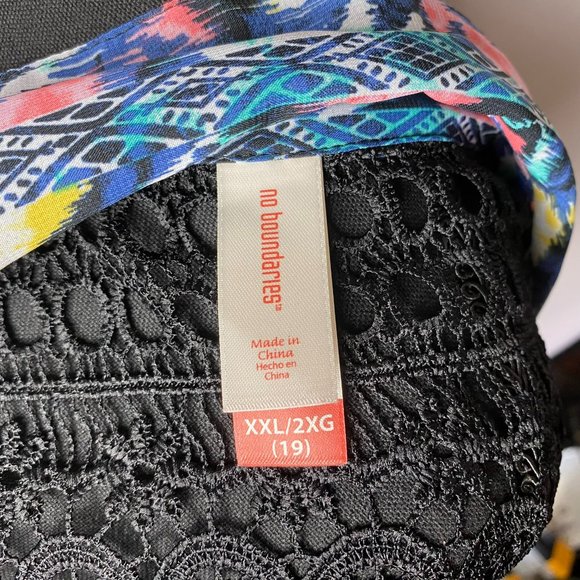 no boundaries™
Made in
China
Hecho en
China
XXL/2XG
(19)